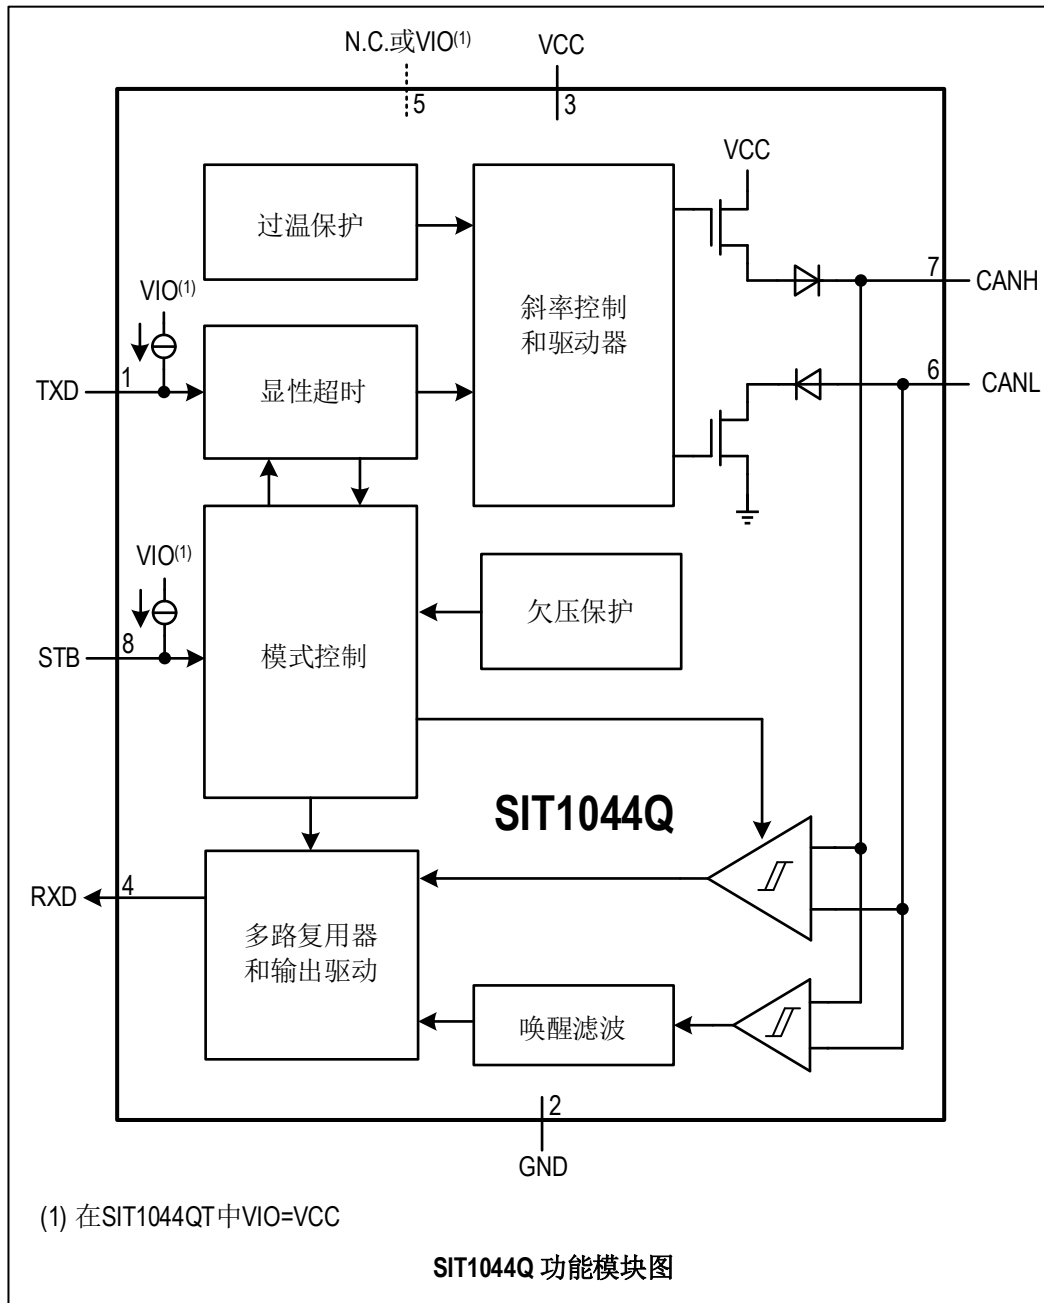 N.C.或VIO(1)
VCC
5
3
VCC
过温保护
斜率控制
和驱动器
7
CANH
VIO(1)
TXD
1
显性超时
6
CANL
VIO(1)
STB
8
模式控制
欠压保护
SIT1044Q
RXD
4
多路复用器
和输出驱动
唤醒滤波
2
GND
(1) 在SIT1044QT中VIO=VCC
SIT1044Q 功能模块图